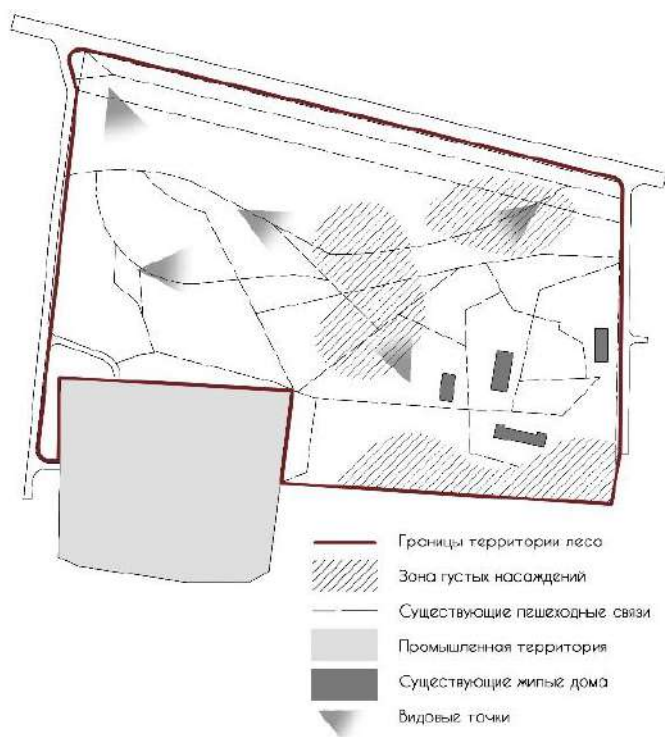 Границы территории леса
Зона густых насаждений
Существующие пешеходные связи
Промышленная территория
Существующие жилые дома
Видовые точки